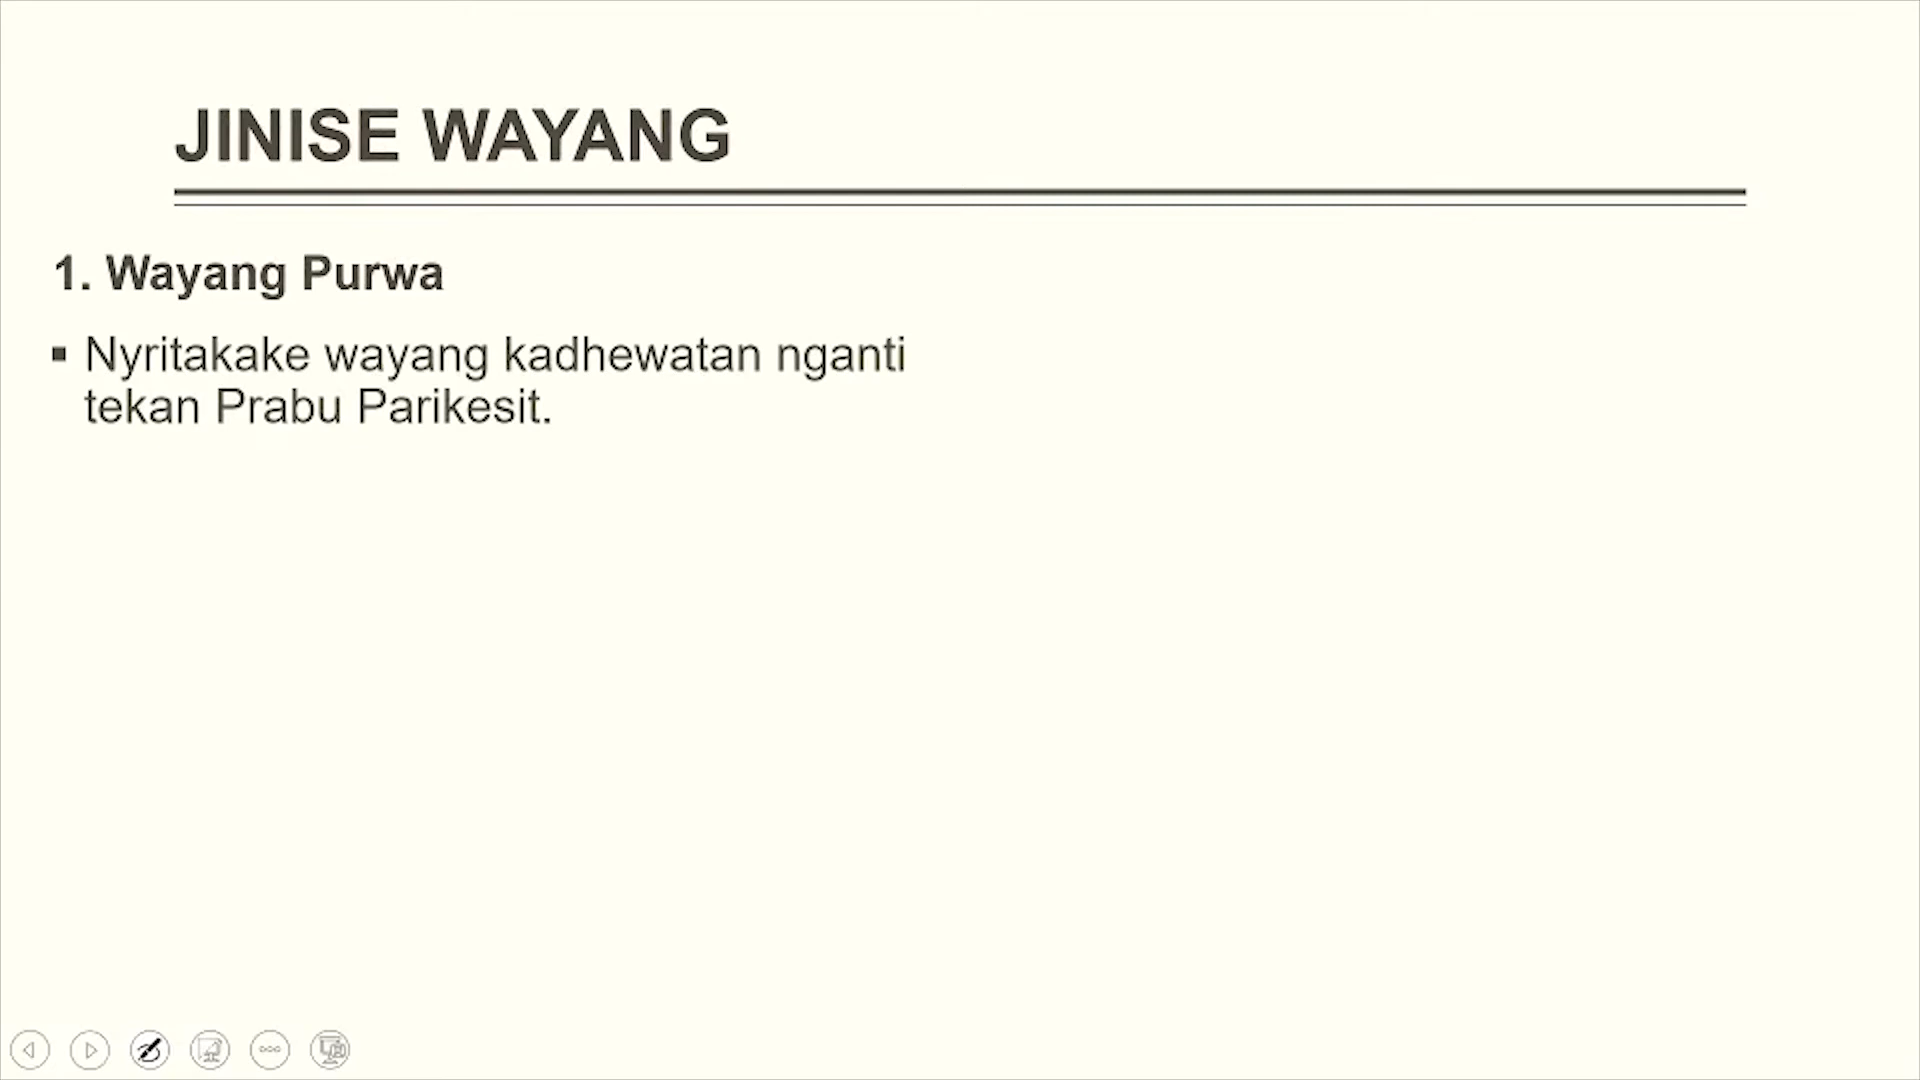 JINISE WAYANG
1. Wayang Purwa
▪ Nyritakake wayang kadhewatan nganti
tekan Prabu Parikesit.